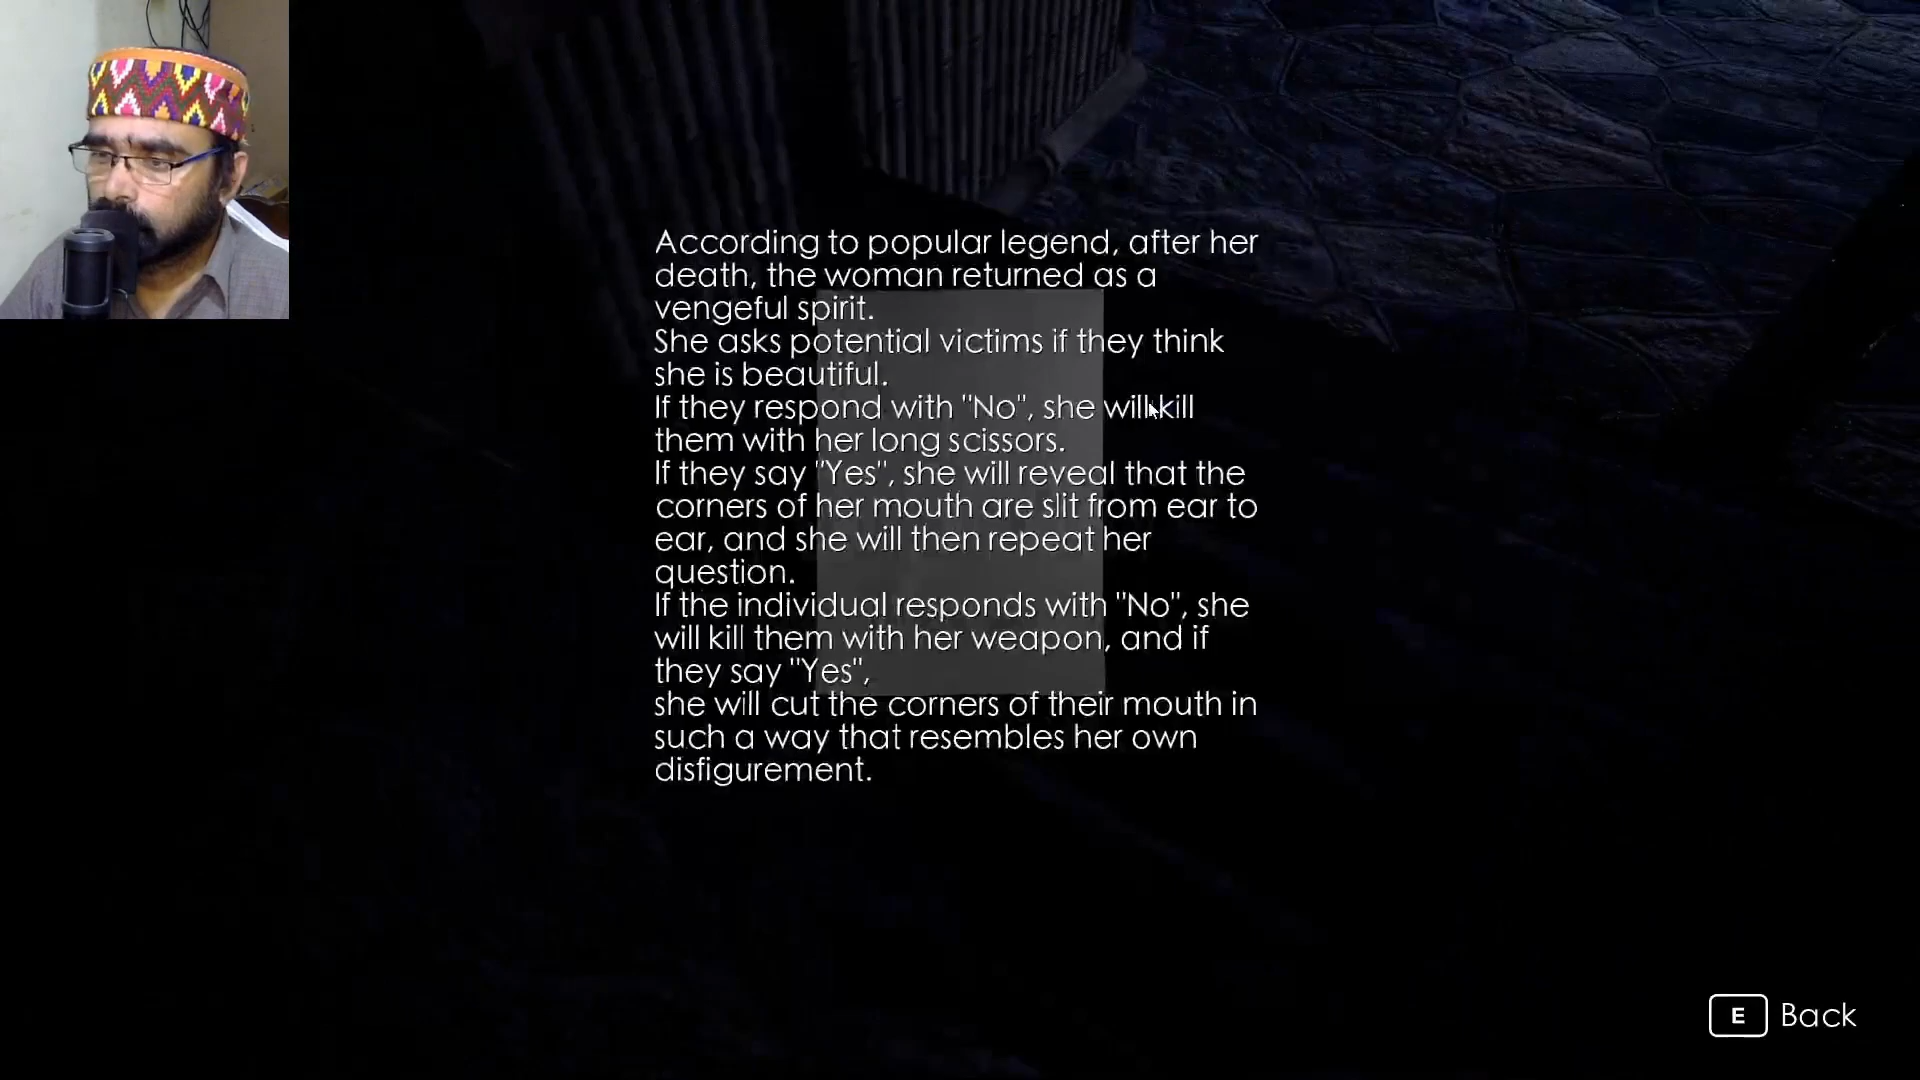 According to popular legend, after her
death, the woman returned as a
vengeful spirit.
She asks potential victims if they think
she is beautiful.
If they respond with "No", she will kill
them with her long scissors.
If they say "Yes", she will reveal that the
corners of her mouth are slit from ear to
ear, and she will then repeat her
question.
If the individual responds with "No", she
will kill them with her weapon, and if
they say "Yes",
she will cut the corners of their mouth in
such a way that resembles her own
disfigurement.
E Back